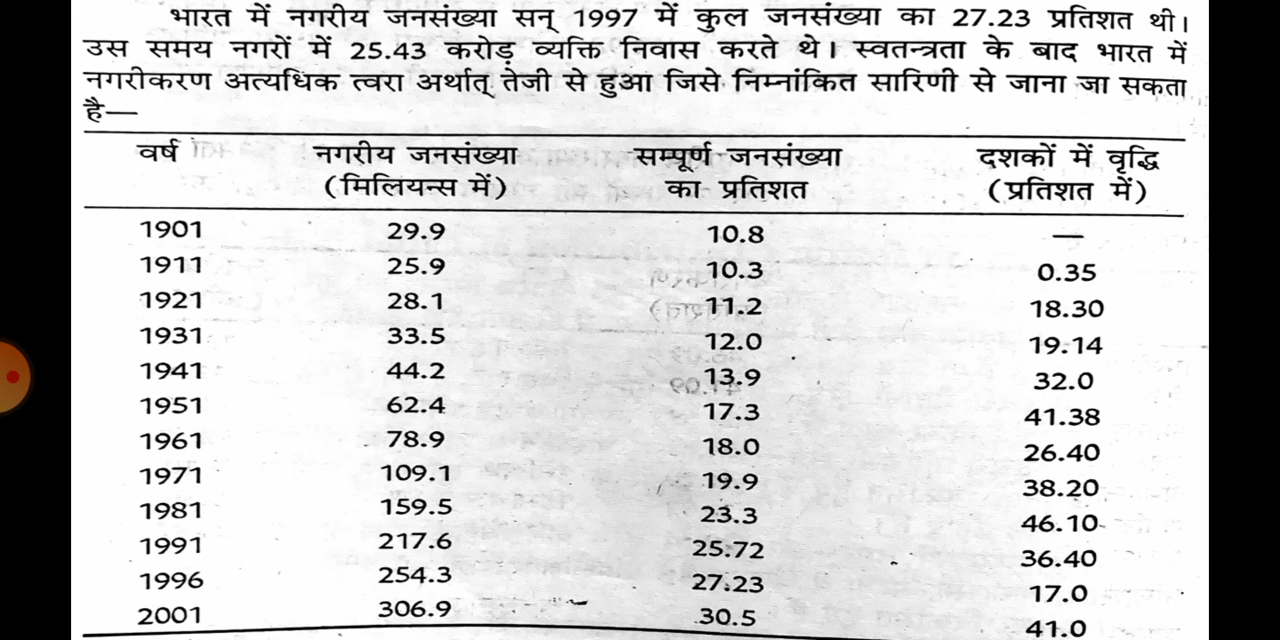 भारत में नगरीय जनसंख्या सन् 1997 में कुल जनसंख्या का 27.23 प्रतिशत थी।
उस समय नगरों में 25.43 करोड़ व्यक्ति निवास करते थे। स्वतन्त्रता के बाद भारत में
नगरीकरण अत्यधिक त्वरा अर्थात् तेजी से हुआ जिसे निम्नांकित सारिणी से जाना जा सकता
है—
वर्ष नगरीय जनसंख्या सम्पूर्ण जनसंख्या दशकों में वृद्धि
(मिलियन्स में) का प्रतिशत (प्रतिशत में)
1901 29.9 10.8 —
1911 25.9 10.3 0.35
1921 28.1 11.2 18.30
1931 33.5 12.0 19.14
1941 44.2 13.9 32.0
1951 62.4 17.3 41.38
1961 78.9 18.0 26.40
1971 109.1 19.9 38.20
1981 159.5 23.3 46.10
1991 217.6 25.72 36.40
1996 254.3 27.23 17.0
2001 306.9 30.5 41.0